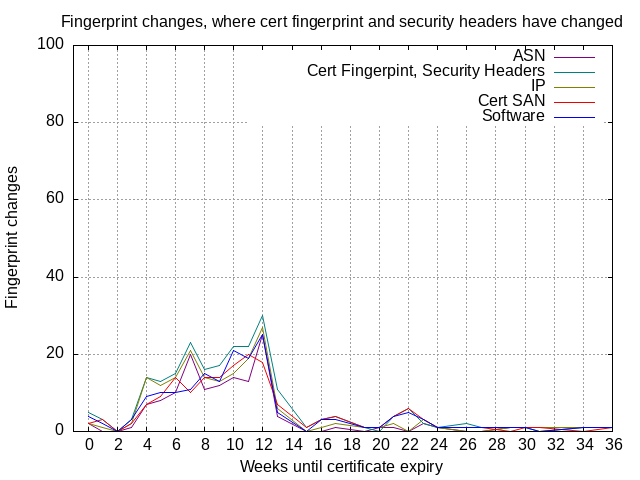 Fingerprint changes, where cert fingerprint and security headers have changed
100
80
60
40
20
0
Fingerprint changes
ASN
Cert Fingerpint, Security Headers
IP
Cert SAN
Software
0 2 4 6 8 10 12 14 16 18 20 22 24 26 28 30 32 34 36
Weeks until certificate expiry